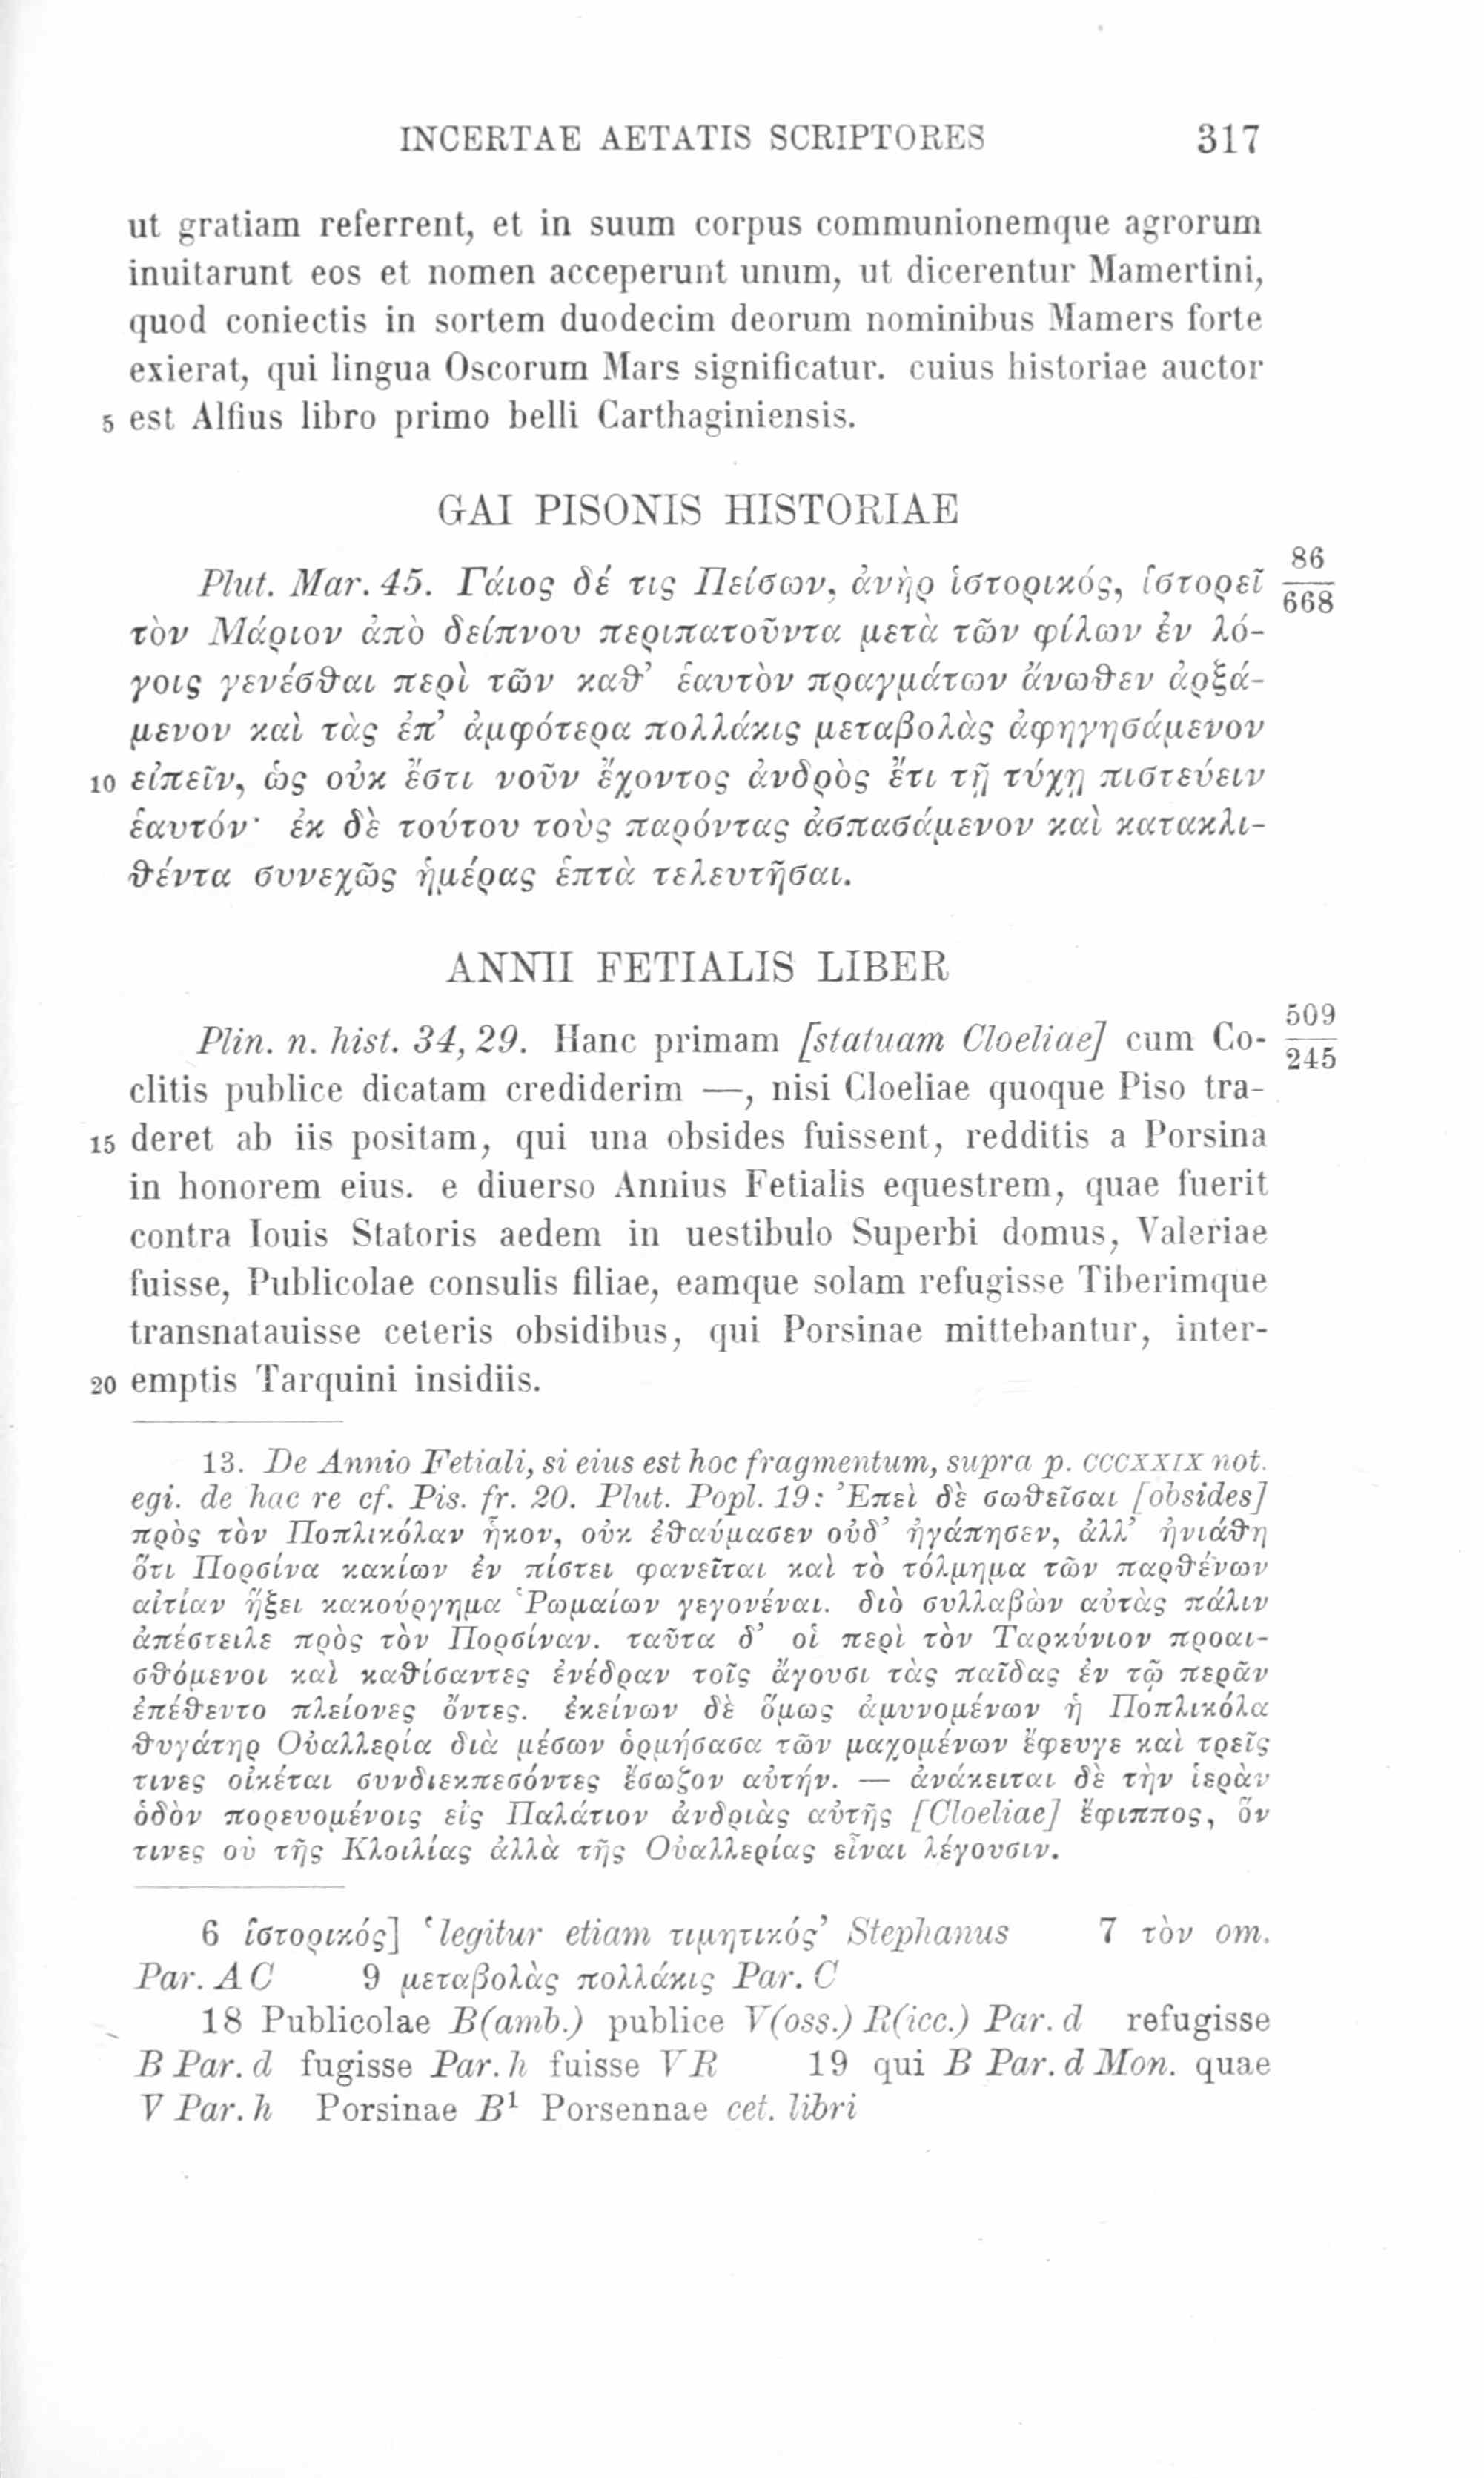 INCERTAE AETATIS SCRIPTORES 317
ut gratiam referrent, et in suum corpus communionemque agrorum
inuitarunt eos et nomen acceperunt unum, ut dicerentur Mamertini,
quod coniectis in sortem duodecim deorum nominibus Mamers forte
exierat, qui lingua Oscorum Mars significatur. cuius historiae auctor
5 est Alfius libro primo belli Carthaginiensis.
GAI PISONIS HISTORIAE
Plut. Mar. 45. Γάιος δέ τις Πείσων, ἀνὴρ ἱστορικός, ἱστορεῖ 86/668
τὸν Μάριον ἀπὸ δείπνου περιπατοῦντα μετὰ τῶν φίλων ἐν λό-
γοις γενέσθαι περὶ τῶν καθ' ἑαυτὸν πραγμάτων ἄνωθεν ἀρξά-
μενον καὶ τὰς ἐπ' ἀμφότερα πολλάκις μεταβολὰς ἀφηγησάμενον
10 εἰπεῖν, ὡς οὐκ ἔστι νοῦν ἔχοντος ἀνδρὸς ἔτι τῇ τύχῃ πιστεύειν
ἑαυτόν· ἐκ δὲ τούτου τοὺς παρόντας ἀσπασάμενον καὶ κατακλι-
θέντα συνεχῶς ἡμέρας ἑπτὰ τελευτῆσαι.
ANNII FETIALIS LIBER
Plin. n. hist. 34, 29. Hanc primam [statuam Cloeliae] cum Co- 509/245
clitis publice dicatam crediderim —, nisi Cloeliae quoque Piso tra-
15 deret ab iis positam, qui una obsides fuissent, redditis a Porsina
in honorem eius. e diuerso Annius Fetialis equestrem, quae fuerit
contra Iouis Statoris aedem in uestibulo Superbi domus, Valeriae
fuisse, Publicolae consulis filiae, eamque solam refugisse Tiberimque
transnatauisse ceteris obsidibus, qui Porsinae mittebantur, inter-
20 emptis Tarquini insidiis.
13. De Annio Fetiali, si eius est hoc fragmentum, supra p. CCCXXIX not.
egi. de hac re cf. Pis. fr. 20. Plut. Popl. 19: Ἐπεὶ δὲ σωθεῖσαι [obsides]
πρὸς τὸν Ποπλικόλαν ἧκον, οὐκ ἐθαύμασεν οὐδ' ἠγάπησεν, ἀλλ' ἠνιάθη
ὅτι Πορσίνα κακίων ἐν πίστει φανεῖται καὶ τὸ τόλμημα τῶν παρθένων
αἰτίαν ἥξει κακούργημα Ῥωμαίων γεγονέναι. διὸ συλλαβὼν αὐτὰς πάλιν
ἀπέστειλε πρὸς τὸν Πορσίναν. ταῦτα δ' οἱ περὶ τὸν Ταρκύνιον προαι-
σθόμενοι καὶ καθίσαντες ἐνέδραν τοῖς ἄγουσι τὰς παῖδας ἐν τῷ περᾶν
ἐπέθεντο πλείονες ὄντες. ἐκείνων δὲ ὅμως ἀμυνομένων ἡ Ποπλικόλα
θυγάτηρ Οὐαλλερία διὰ μέσων ὁρμήσασα τῶν μαχομένων ἔφευγε καὶ τρεῖς
τινες οἰκέται συνδιεκπεσόντες ἔσωζον αὐτήν. — ἀνάκειται δὲ τὴν ἱερὰν
ὁδὸν πορευομένοις εἰς Παλάτιον ἀνδριὰς αὐτῆς [Cloeliae] ἔφιππος, ὅν
τινες οὐ τῆς Κλοιλίας ἀλλὰ τῆς Οὐαλλερίας εἶναι λέγουσιν.
6 ἱστορικός] 'legitur etiam τιμητικός' Stephanus 7 τὸν om.
Par. A C 9 μεταβολὰς πολλάκις Par. C
18 Publicolae B(amb.) publice V(oss.) R(icc.) Par. d refugisse
B Par. d fugisse Par. h fuisse V R 19 qui B Par. d Mon. quae
V Par. h Porsinae B¹ Porsennae cet. libri